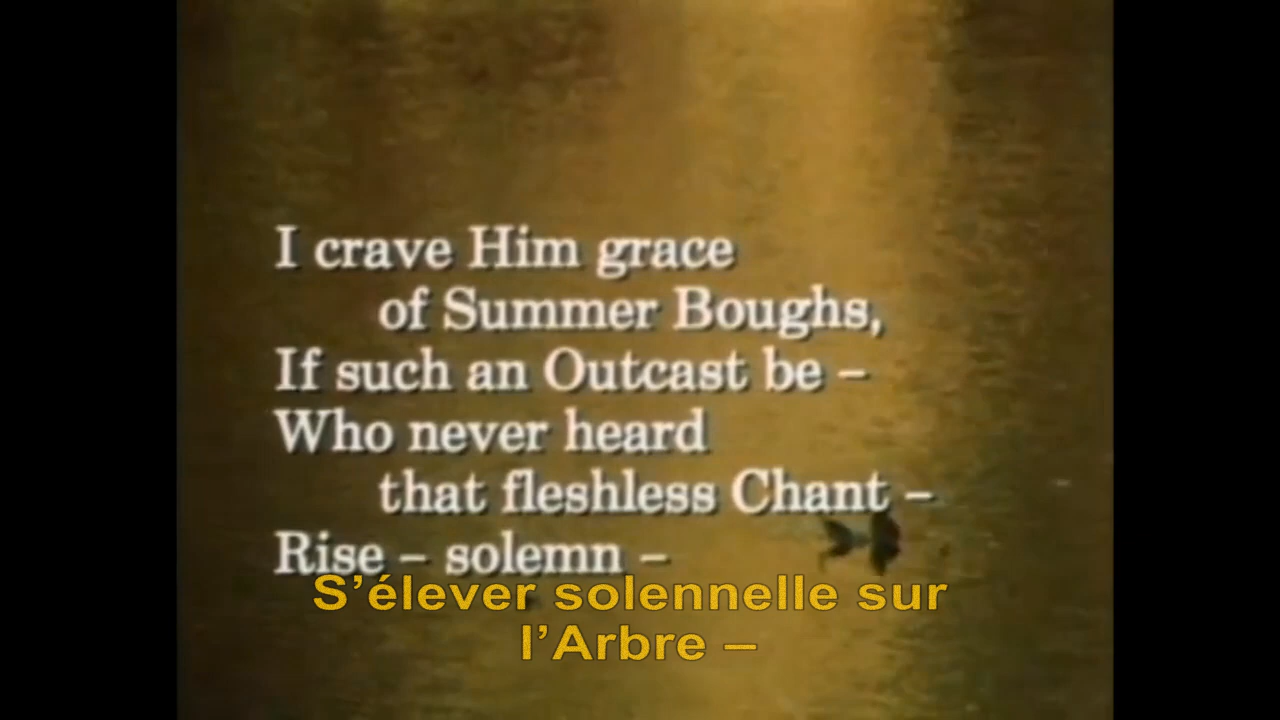 I crave Him grace
of Summer Boughs,
If such an Outcast be –
Who never heard
that fleshless Chant –
Rise – solemn –
S’élever solennelle sur
l’Arbre –